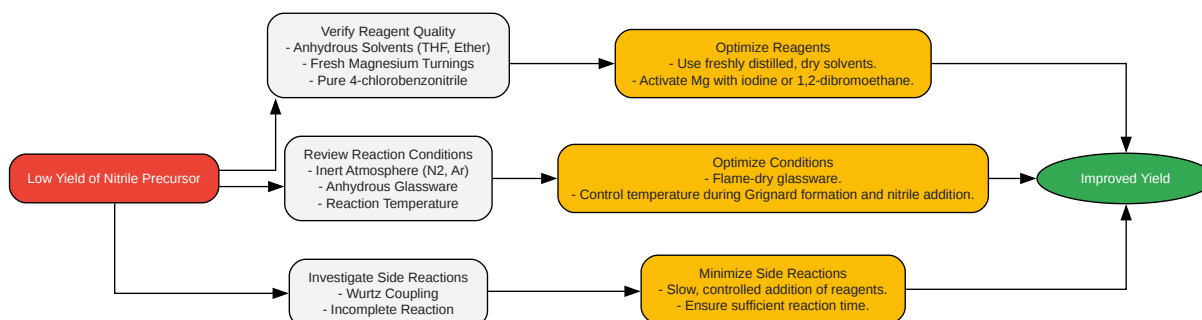 Low Yield of Nitrile Precursor
Verify Reagent Quality
- Anhydrous Solvents (THF, Ether)
- Fresh Magnesium Turnings
- Pure 4-chlorobenzonitrile
Optimize Reagents
- Use freshly distilled, dry solvents.
- Activate Mg with iodine or 1,2-dibromoethane.
Review Reaction Conditions
- Inert Atmosphere (N2, Ar)
- Anhydrous Glassware
- Reaction Temperature
Optimize Conditions
- Flame-dry glassware.
- Control temperature during Grignard formation and nitrile addition.
Investigate Side Reactions
- Wurtz Coupling
- Incomplete Reaction
Minimize Side Reactions
- Slow, controlled addition of reagents.
- Ensure sufficient reaction time.
Improved Yield